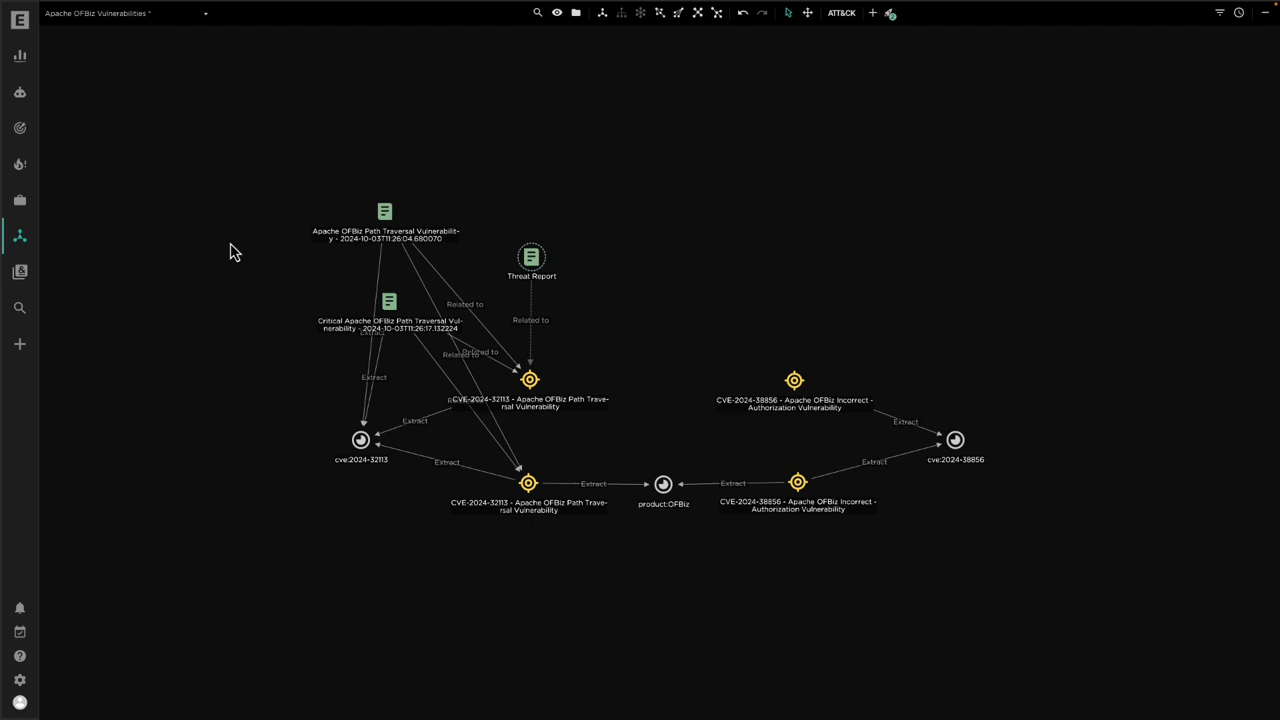 E
Apache OFBiz Vulnerabilities *
ATT&CK
Apache OFBiz Path Traversal Vulnerabilit-
y - 2024-10-03T11:26:04.680070
Threat Report
Related to
Critical Apache OFBiz Path Traversal Vul-
nerability - 2024-10-03T11:26:17.132224
Related to
Extract
Related to
Related to
Extract
CVE-2024-32113 - Apache OFBiz Path Trave-
rsal Vulnerability
CVE-2024-38856 - Apache OFBiz Incorrect -
Authorization Vulnerability
Extract
Extract
cve:2024-32113
cve:2024-38856
Extract
Extract
Extract
Extract
CVE-2024-32113 - Apache OFBiz Path Trave-
rsal Vulnerability
product:OFBiz
CVE-2024-38856 - Apache OFBiz Incorrect -
Authorization Vulnerability